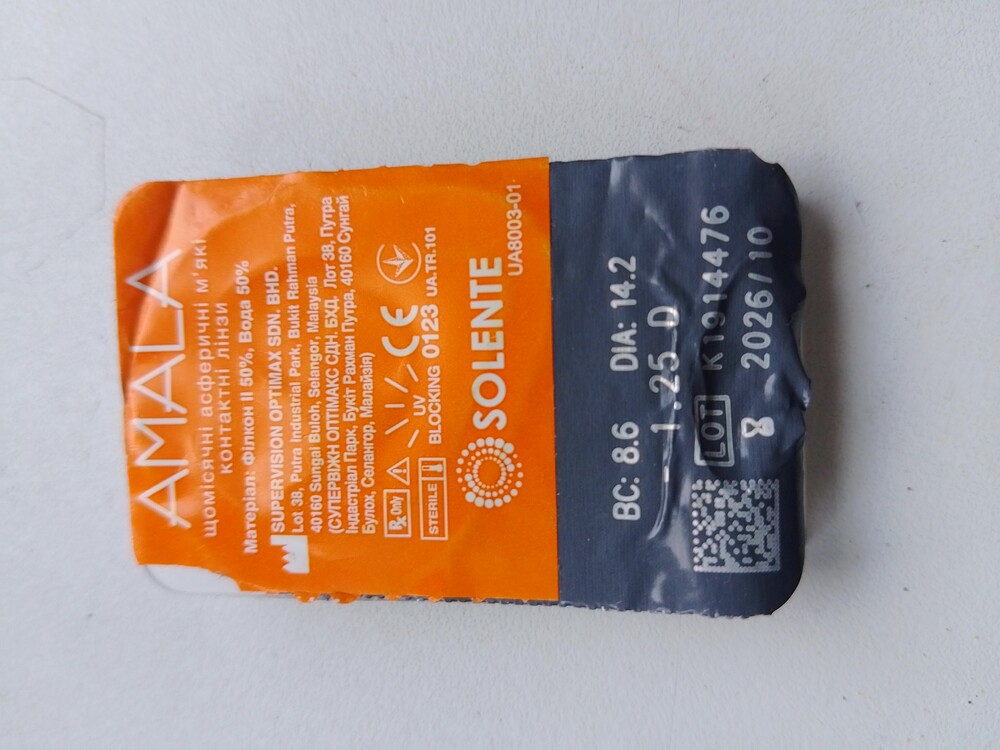 AMALA
щомісячні асферичні м'які
контактні лінзи
Матеріал: Філкон II 50%, Вода 50%
SUPERVISION OPTIMAX SDN. BHD.
Lot 38, Putra Industrial Park, Bukit Rahman Putra,
40160 Sungai Buloh, Selangor, Malaysia
(СУПЕРВІЖН ОПТІМАКС СДН. БХД. Лот 38, Путра
Індастріал Парк, Букіт Рахман Путра, 40160 Сунгай
Булох, Селангор, Малайзія)
Rx Only
STERILE
UV
BLOCKING
CE
0123
UA.TR.101
SOLENTE
UA8003-01
BC: 8.6 DIA: 14.2
-1.25 D
LOT K1914476
2026/10